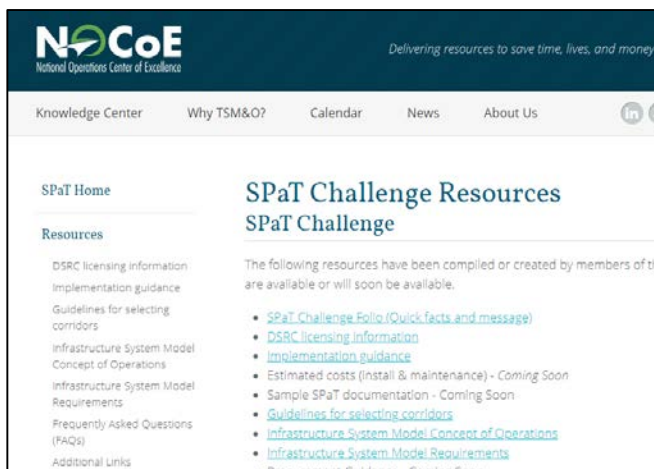 NOCoE
National Operations Center of Excellence
Delivering resources to save time, lives, and money
Knowledge Center
Why TSM&O?
Calendar
News
About Us
in
SPaT Home
Resources
DSRC licensing information
Implementation guidance
Guidelines for selecting
corridors
Infrastructure System Model
Concept of Operations
Infrastructure System Model
Requirements
Frequently Asked Questions
(FAQs)
Additional Links
SPaT Challenge Resources
SPaT Challenge
The following resources have been compiled or created by members of
are available or will soon be available.
SPaT Challenge Folio (Quick facts and message)
DSRC licensing information
Implementation guidance
Estimated costs (install & maintenance) - Coming Soon
Sample SPaT documentation - Coming Soon
Guidelines for selecting corridors
Infrastructure System Model Concept of Operations
Infrastructure System Model Requirements